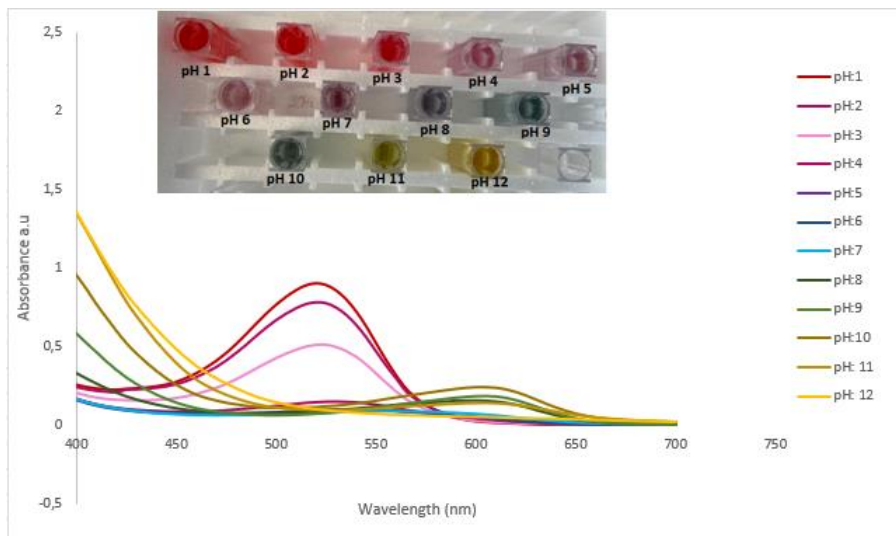 2,5
2
1,5
1
0,5
0
-0,5
Absorbance a.u
400
450
500
550
600
650
700
750
Wavelength (nm)
pH 1
pH 2
pH 3
pH 4
pH 5
pH 6
pH 7
pH 8
pH 9
pH 10
pH 11
pH 12
pH:1
pH:2
pH:3
pH:4
pH:5
pH:6
pH:7
pH:8
pH:9
pH:10
pH: 11
pH: 12